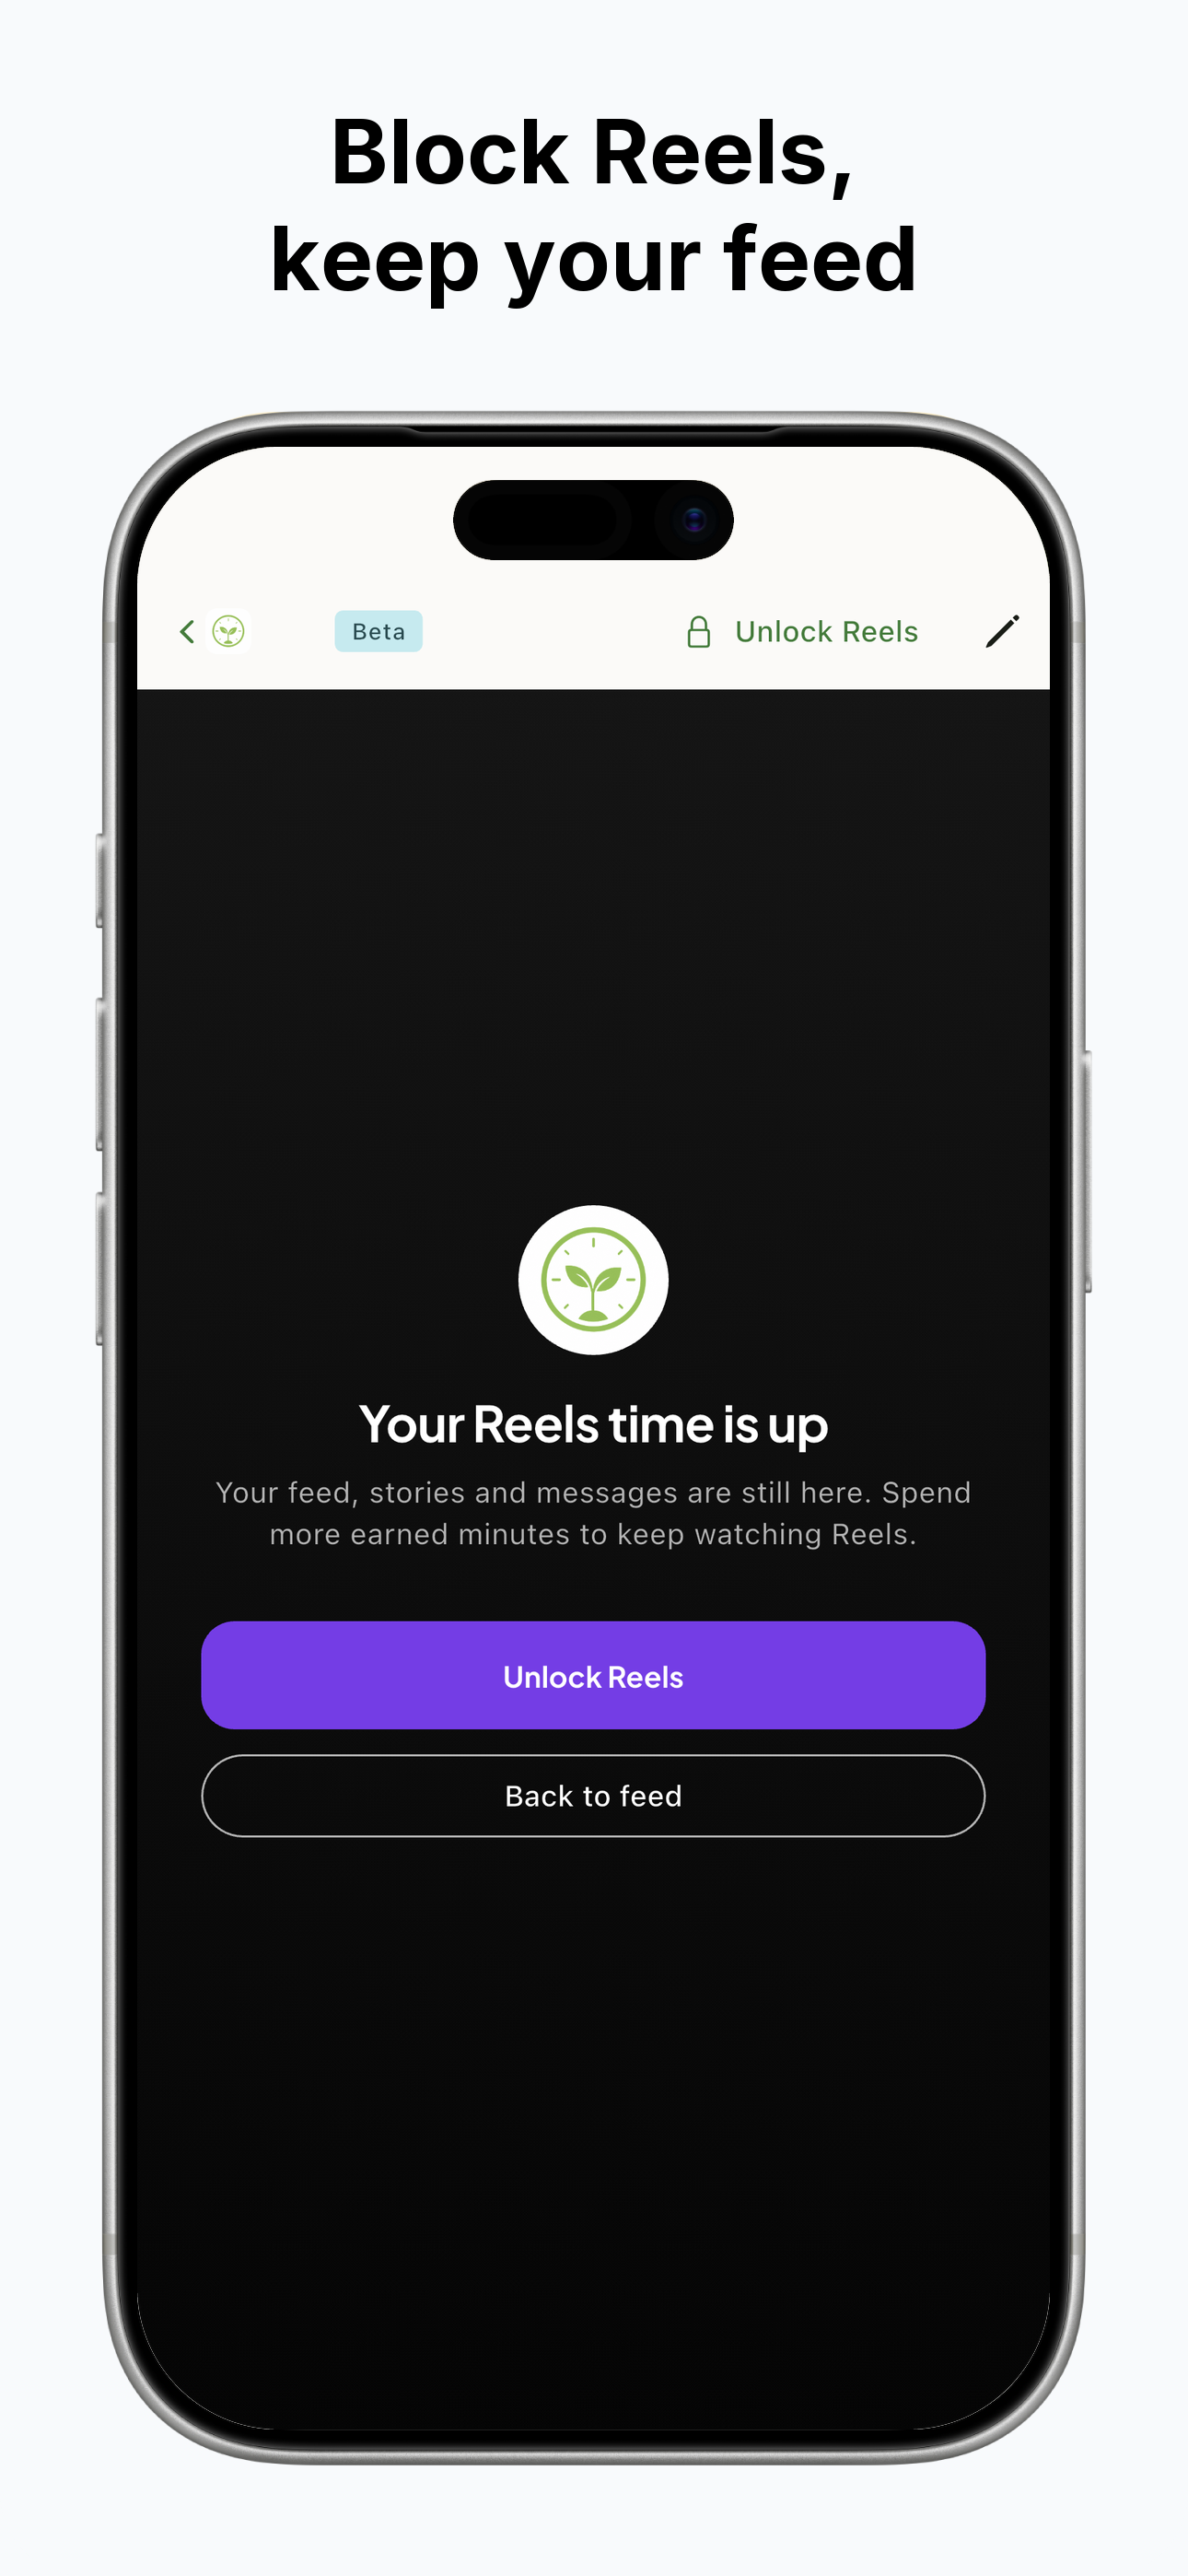 Block Reels,
keep your feed
Beta
Unlock Reels
Your Reels time is up
Your feed, stories and messages are still here. Spend
more earned minutes to keep watching Reels.
Unlock Reels
Back to feed